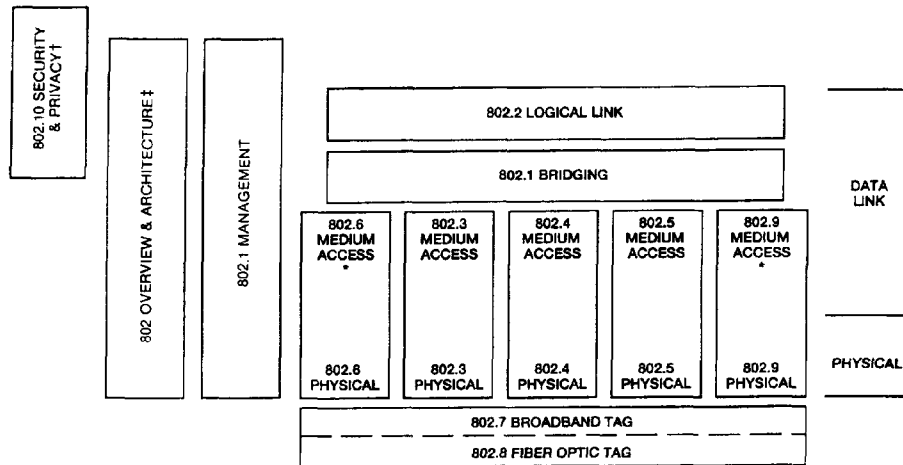 802.10 SECURITY
& PRIVACY†
802 OVERVIEW & ARCHITECTURE‡
802.1 MANAGEMENT
802.2 LOGICAL LINK
802.1 BRIDGING
802.6
MEDIUM
ACCESS
*
802.6
PHYSICAL
802.3
MEDIUM
ACCESS
802.3
PHYSICAL
802.4
MEDIUM
ACCESS
802.4
PHYSICAL
802.5
MEDIUM
ACCESS
802.5
PHYSICAL
802.9
MEDIUM
ACCESS
*
802.9
PHYSICAL
802.7 BROADBAND TAG
802.8 FIBER OPTIC TAG
DATA
LINK
PHYSICAL